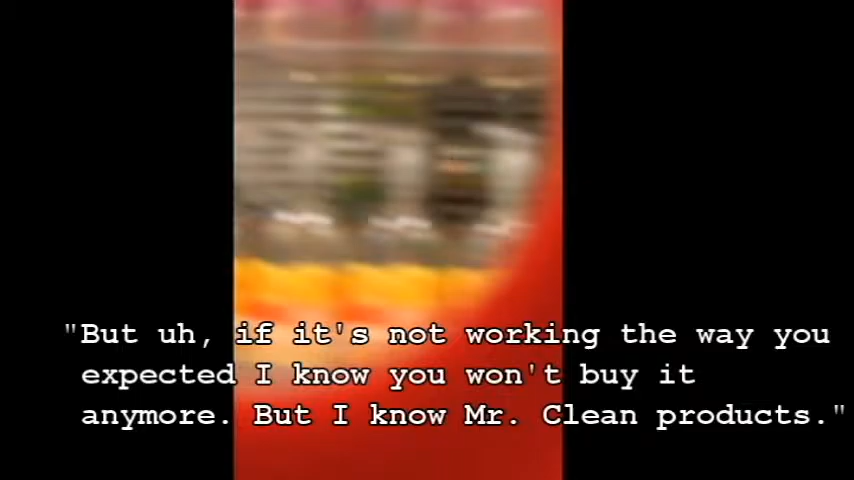 "But uh, if it's not working the way you
expected I know you won't buy it
anymore. But I know Mr. Clean products."